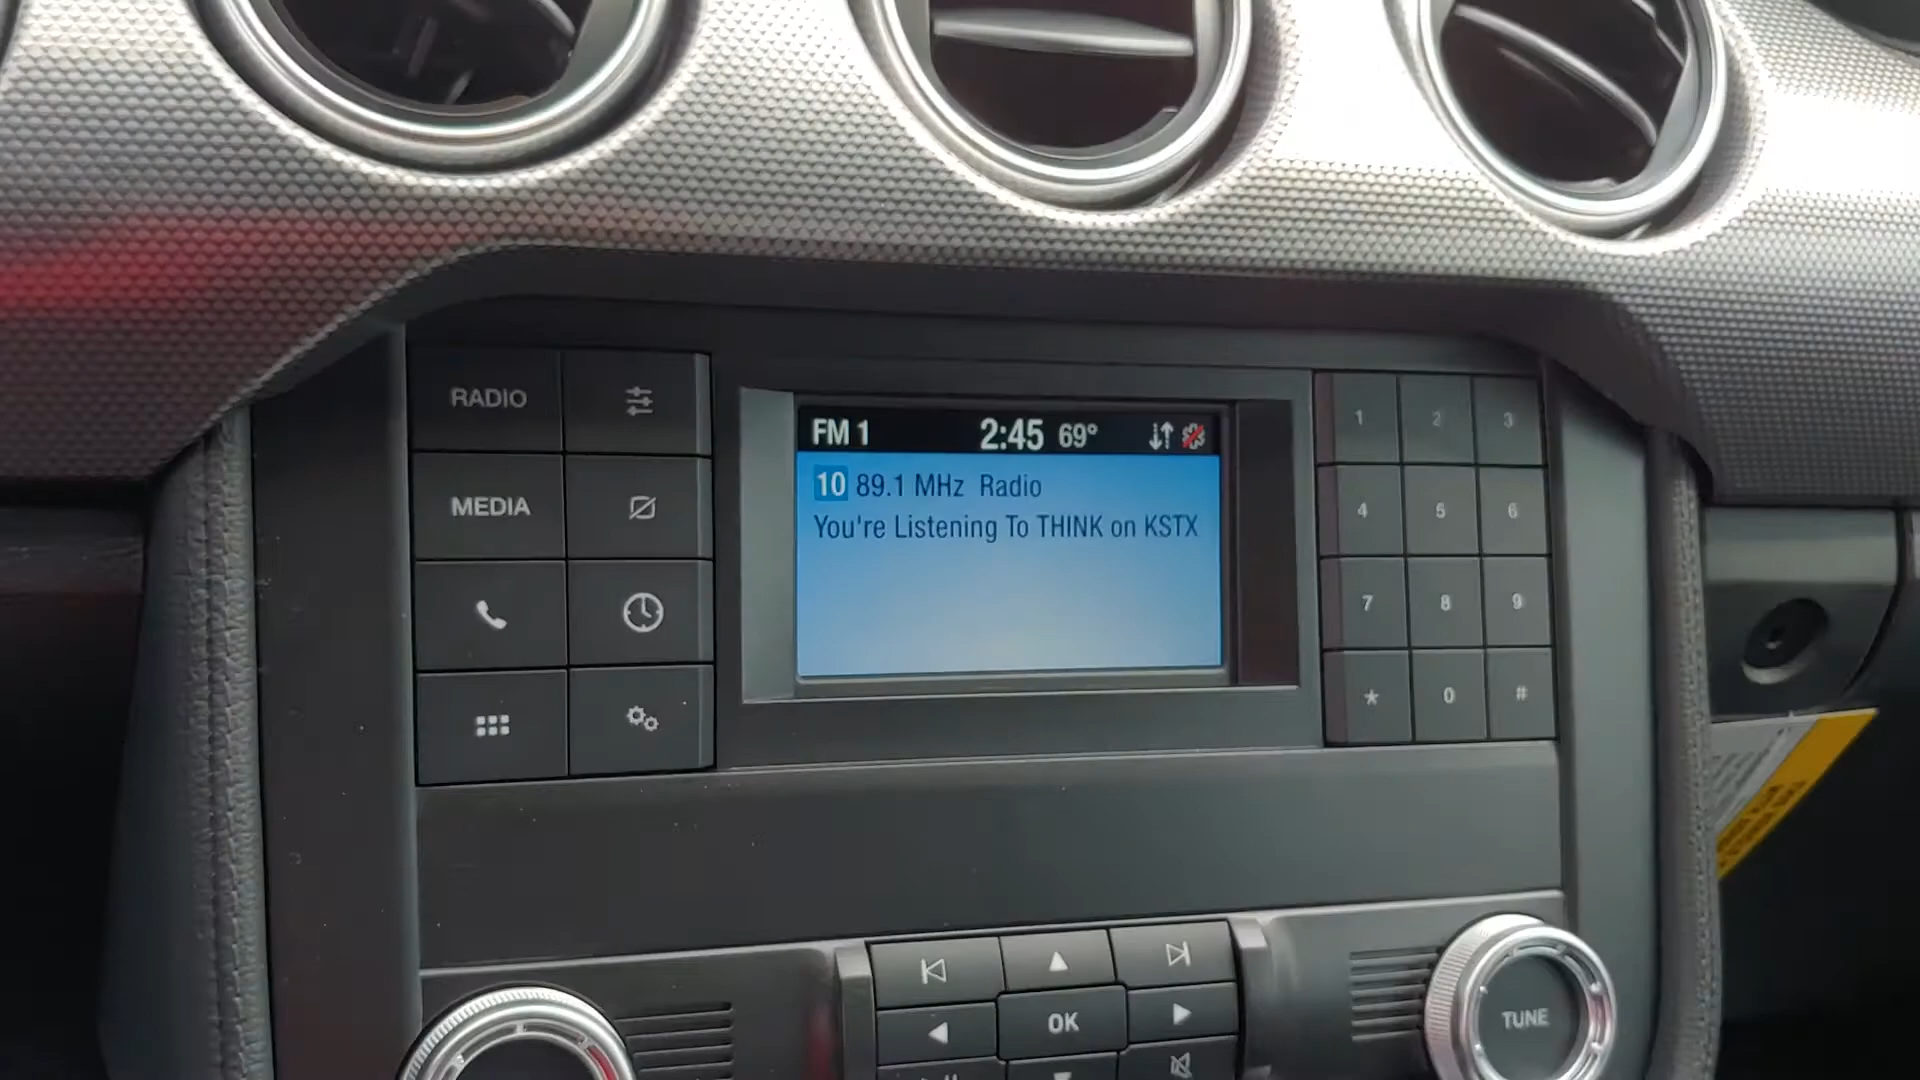 FM 1 2:45 69°
10 89.1 MHz Radio
You're Listening To THINK on KSTX
RADIO
MEDIA
1 2 3
4 5 6
7 8 9
* 0 #
OK
TUNE